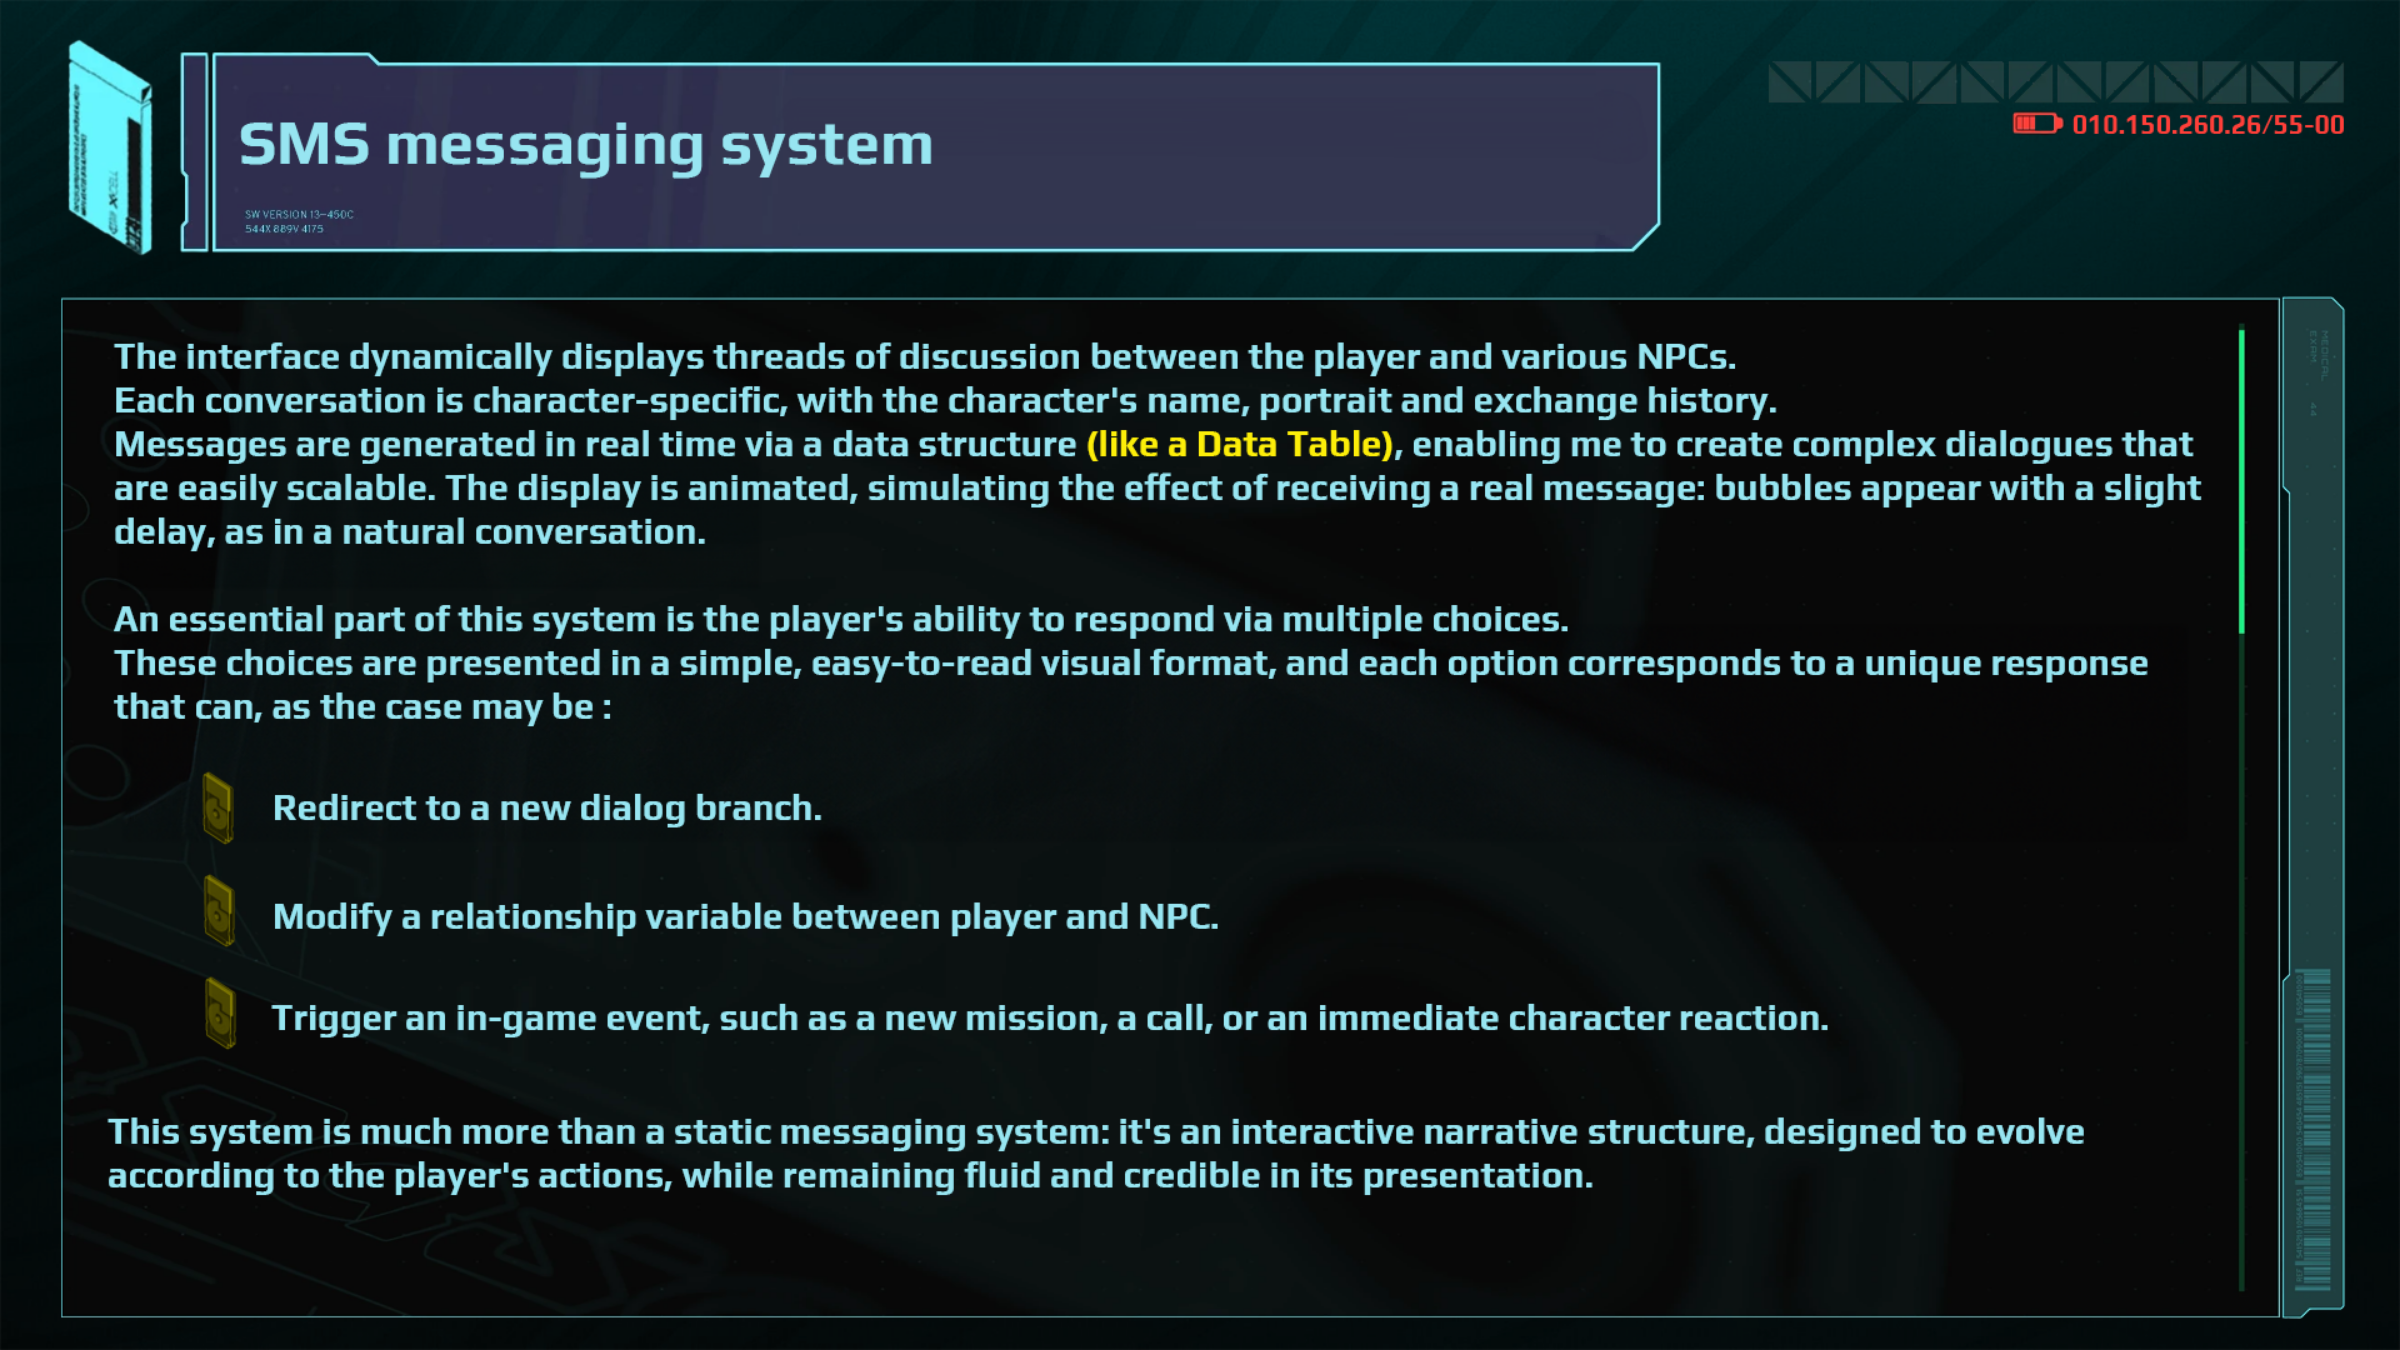 SMS messaging system
SW VERSION 13-450C
544X 889V 4175
010.150.260.26/55-00
The interface dynamically displays threads of discussion between the player and various NPCs.
Each conversation is character-specific, with the character's name, portrait and exchange history.
Messages are generated in real time via a data structure (like a Data Table), enabling me to create complex dialogues that
are easily scalable. The display is animated, simulating the effect of receiving a real message: bubbles appear with a slight
delay, as in a natural conversation.
An essential part of this system is the player's ability to respond via multiple choices.
These choices are presented in a simple, easy-to-read visual format, and each option corresponds to a unique response
that can, as the case may be :
Redirect to a new dialog branch.
Modify a relationship variable between player and NPC.
Trigger an in-game event, such as a new mission, a call, or an immediate character reaction.
This system is much more than a static messaging system: it's an interactive narrative structure, designed to evolve
according to the player's actions, while remaining fluid and credible in its presentation.
MEDICAL
EXAM
44